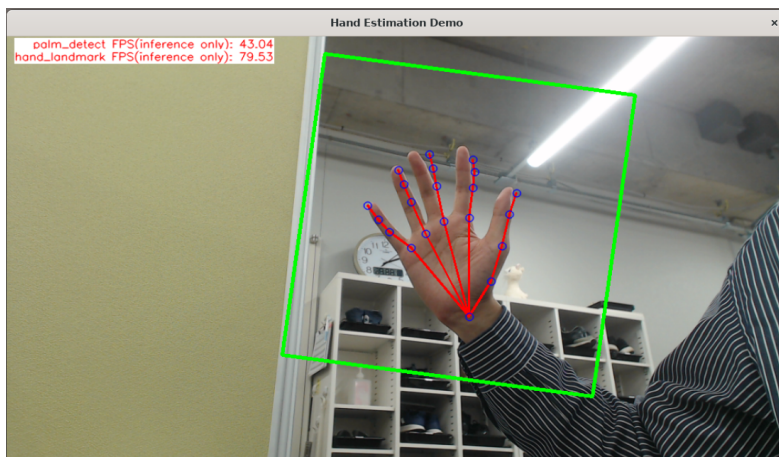 Hand Estimation Demo
×
palm_detect FPS(inference only): 43.04
hand_landmark FPS(inference only): 79.53